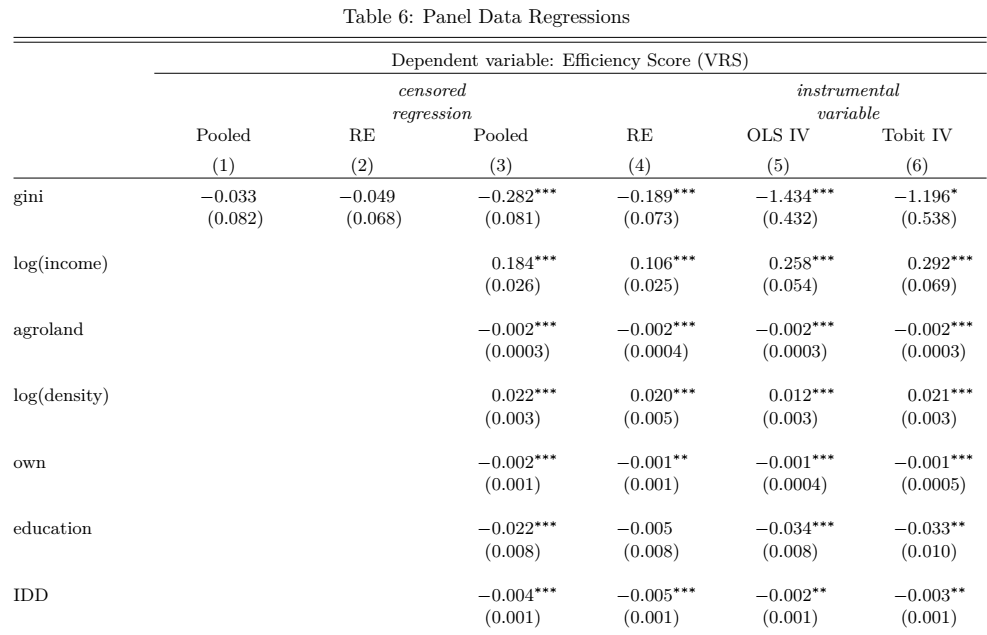 Table 6: Panel Data Regressions
Dependent variable: Efficiency Score (VRS)
censored instrumental
regression variable
Pooled RE Pooled RE OLS IV Tobit IV
(1) (2) (3) (4) (5) (6)
gini −0.033 −0.049 −0.282*** −0.189*** −1.434*** −1.196*
(0.082) (0.068) (0.081) (0.073) (0.432) (0.538)
log(income) 0.184*** 0.106*** 0.258*** 0.292***
(0.026) (0.025) (0.054) (0.069)
agroland −0.002*** −0.002*** −0.002*** −0.002***
(0.0003) (0.0004) (0.0003) (0.0003)
log(density) 0.022*** 0.020*** 0.012*** 0.021***
(0.003) (0.005) (0.003) (0.003)
own −0.002*** −0.001** −0.001*** −0.001***
(0.001) (0.001) (0.0004) (0.0005)
education −0.022*** −0.005 −0.034*** −0.033**
(0.008) (0.008) (0.008) (0.010)
IDD −0.004*** −0.005*** −0.002** −0.003**
(0.001) (0.001) (0.001) (0.001)